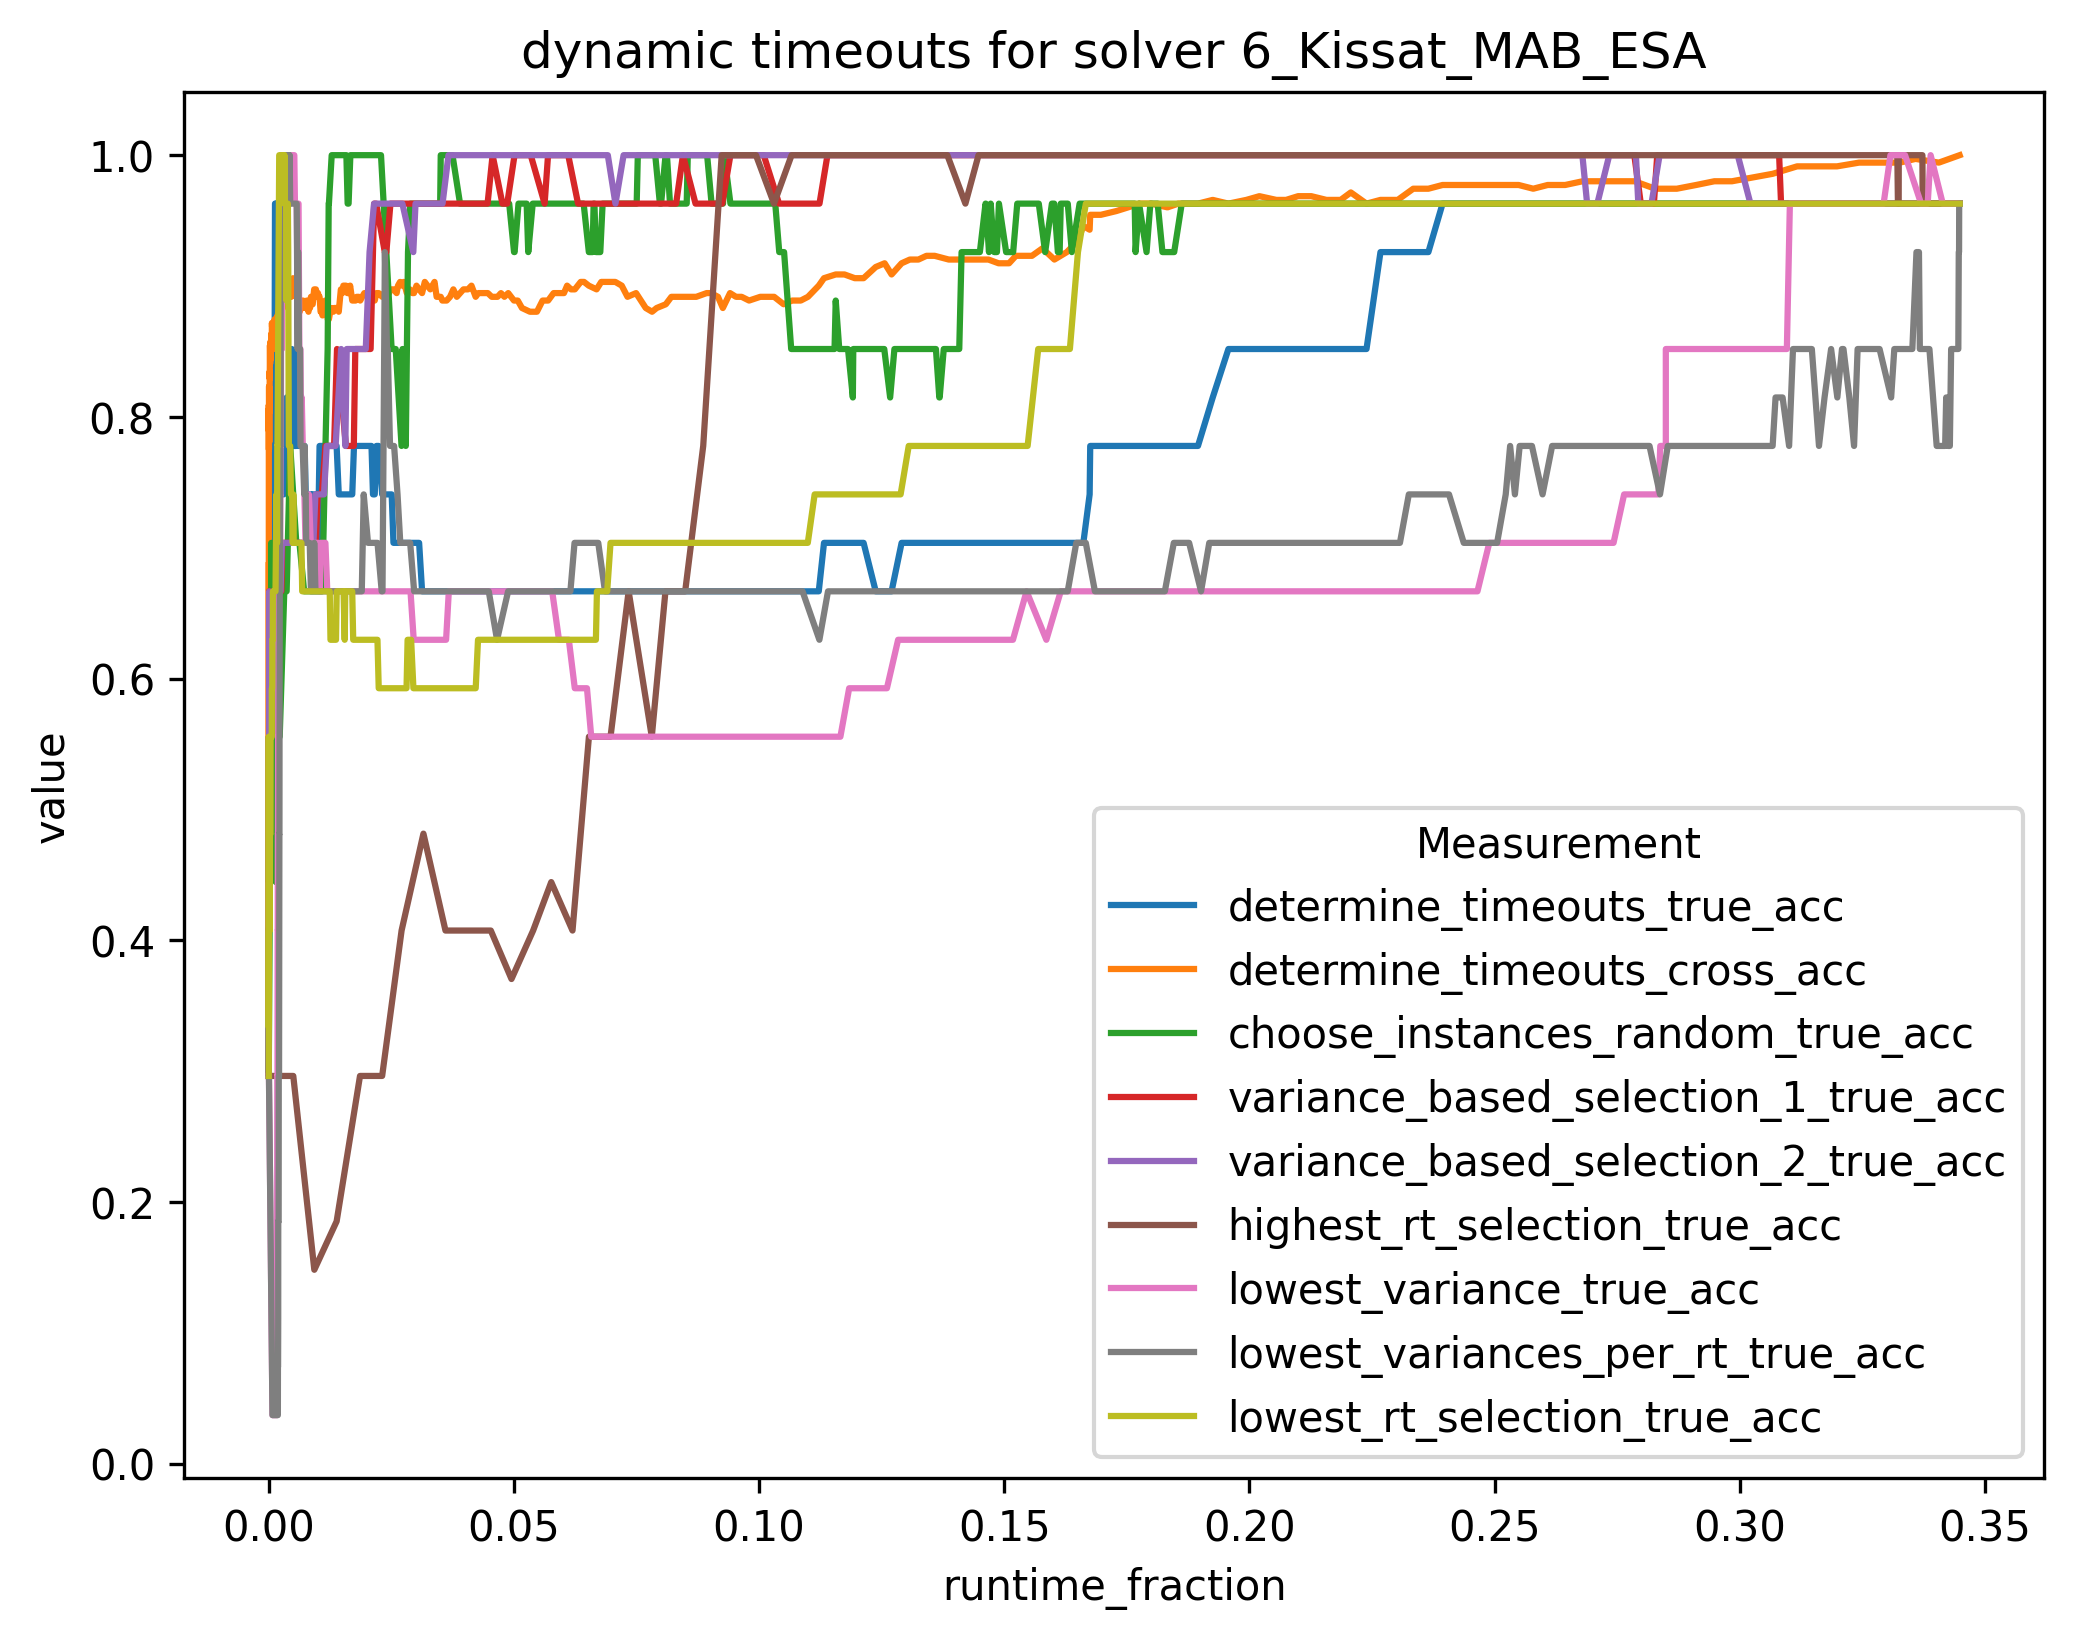 dynamic timeouts for solver 6_Kissat_MAB_ESA
1.0
0.8
0.6
0.4
0.2
0.0
value
0.00 0.05 0.10 0.15 0.20 0.25 0.30 0.35
runtime_fraction
Measurement
determine_timeouts_true_acc
determine_timeouts_cross_acc
choose_instances_random_true_acc
variance_based_selection_1_true_acc
variance_based_selection_2_true_acc
highest_rt_selection_true_acc
lowest_variance_true_acc
lowest_variances_per_rt_true_acc
lowest_rt_selection_true_acc